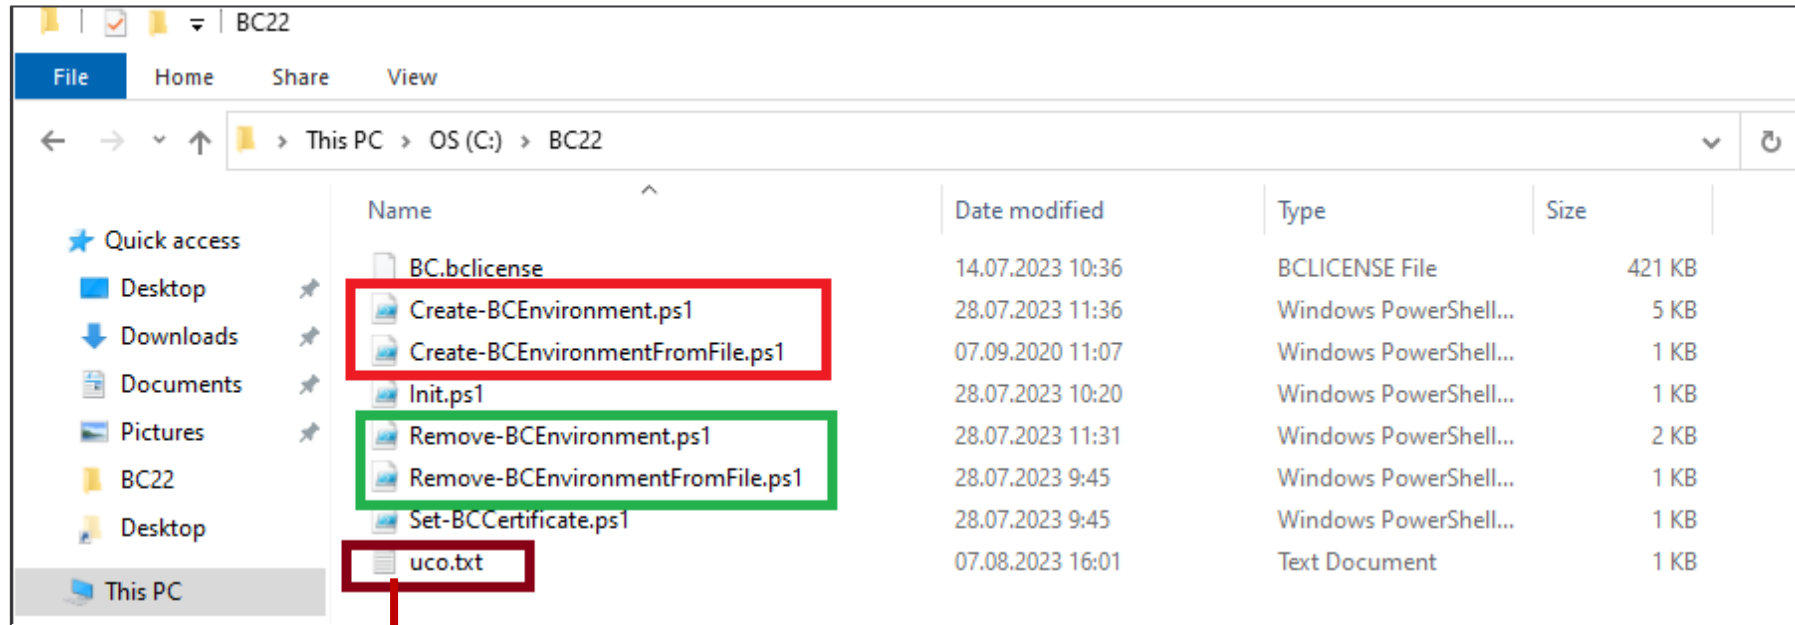 BC22
File Home Share View
This PC > OS (C:) > BC22
Name Date modified Type Size
Quick access
Desktop
Downloads
Documents
Pictures
BC22
Desktop
This PC
BC.bclicense 14.07.2023 10:36 BCLICENSE File 421 KB
Create-BCEnvironment.ps1 28.07.2023 11:36 Windows PowerShell... 5 KB
Create-BCEnvironmentFromFile.ps1 07.09.2020 11:07 Windows PowerShell... 1 KB
Init.ps1 28.07.2023 10:20 Windows PowerShell... 1 KB
Remove-BCEnvironment.ps1 28.07.2023 11:31 Windows PowerShell... 2 KB
Remove-BCEnvironmentFromFile.ps1 28.07.2023 9:45 Windows PowerShell... 1 KB
Set-BCCertificate.ps1 28.07.2023 9:45 Windows PowerShell... 1 KB
uco.txt 07.08.2023 16:01 Text Document 1 KB